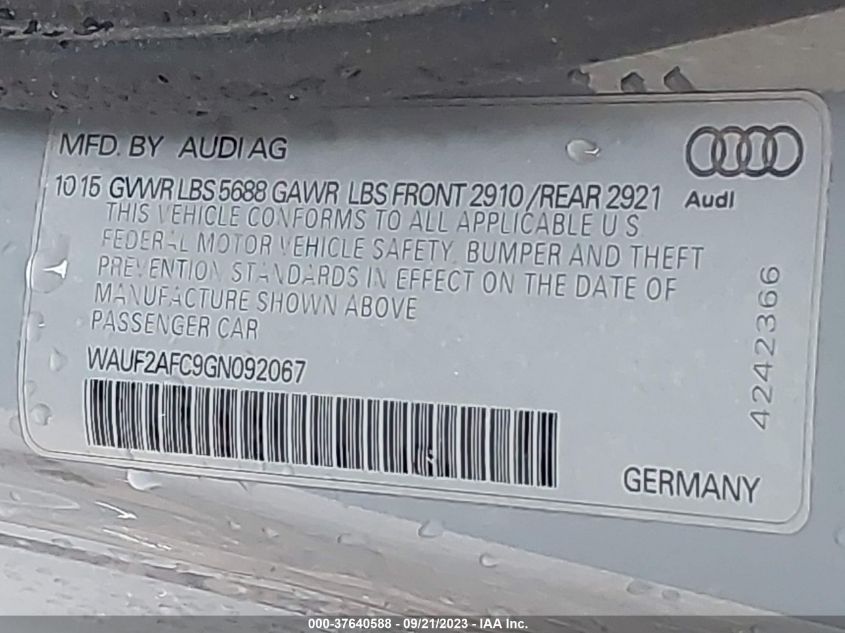 MFD. BY AUDI AG
10 15 GVWR LBS 5688 GAWR LBS FRONT 2910 /REAR 2921
Audi
THIS VEHICLE CONFORMS TO ALL APPLICABLE U S
FEDERAL MOTOR VEHICLE SAFETY, BUMPER AND THEFT
PREVENTION STANDARDS IN EFFECT ON THE DATE OF
MANUFACTURE SHOWN ABOVE
PASSENGER CAR
WAUF2AFC9GN092067
4242366
GERMANY
000-37640588 - 09/21/2023 - IAA Inc.